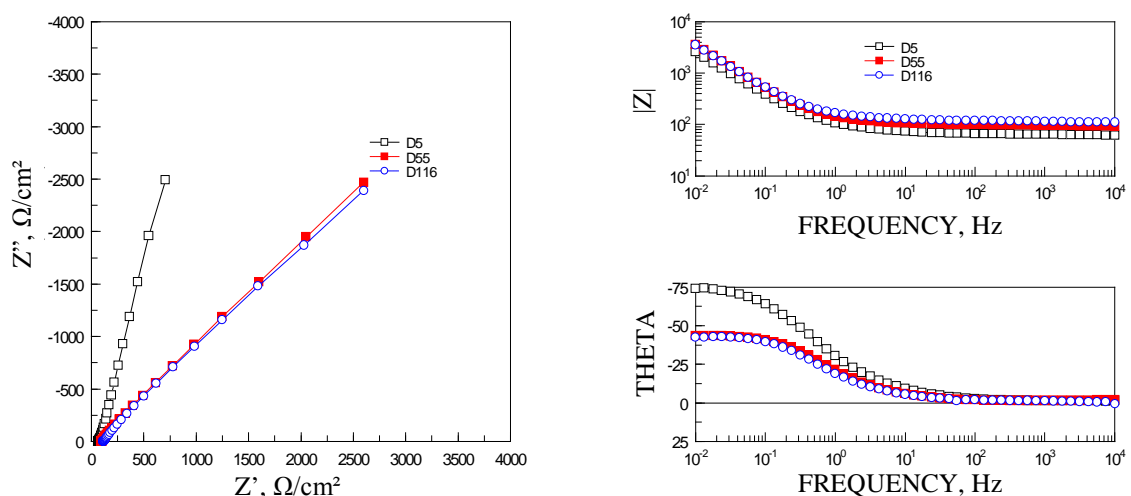 -4000
-3500
-3000
-2500
-2000
-1500
-1000
-500
0
0 500 1000 1500 2000 2500 3000 3500 4000
Z’, Ω/cm²
Z’’, Ω/cm²
D5
D55
D116
10⁴
10³
10²
10¹
|Z|
D5
D55
D116
10⁻² 10⁻¹ 10⁰ 10¹ 10² 10³ 10⁴
FREQUENCY, Hz
-75
-50
-25
0
25
THETA
10⁻² 10⁻¹ 10⁰ 10¹ 10² 10³ 10⁴
FREQUENCY, Hz